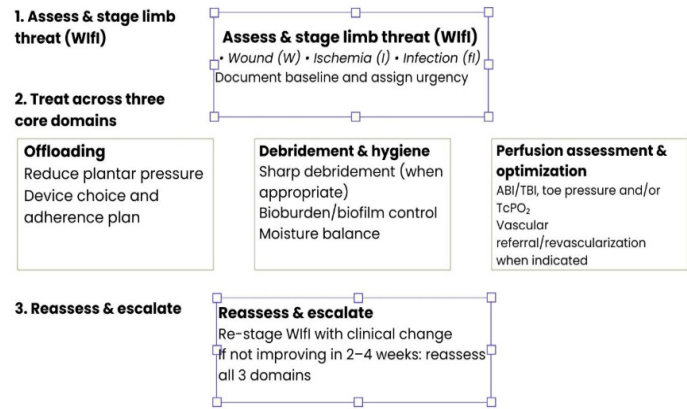 1. Assess & stage limb
threat (WIfI)
Assess & stage limb threat (WIfI)
• Wound (W) • Ischemia (I) • Infection (fI)
Document baseline and assign urgency
2. Treat across three
core domains
Offloading
Reduce plantar pressure
Device choice and
adherence plan
Debridement & hygiene
Sharp debridement (when
appropriate)
Bioburden/biofilm control
Moisture balance
Perfusion assessment &
optimization
ABI/TBI, toe pressure and/or
TcPO₂
Vascular
referral/revascularization
when indicated
3. Reassess & escalate
Reassess & escalate
Re-stage WIfI with clinical change
If not improving in 2–4 weeks: reassess
all 3 domains